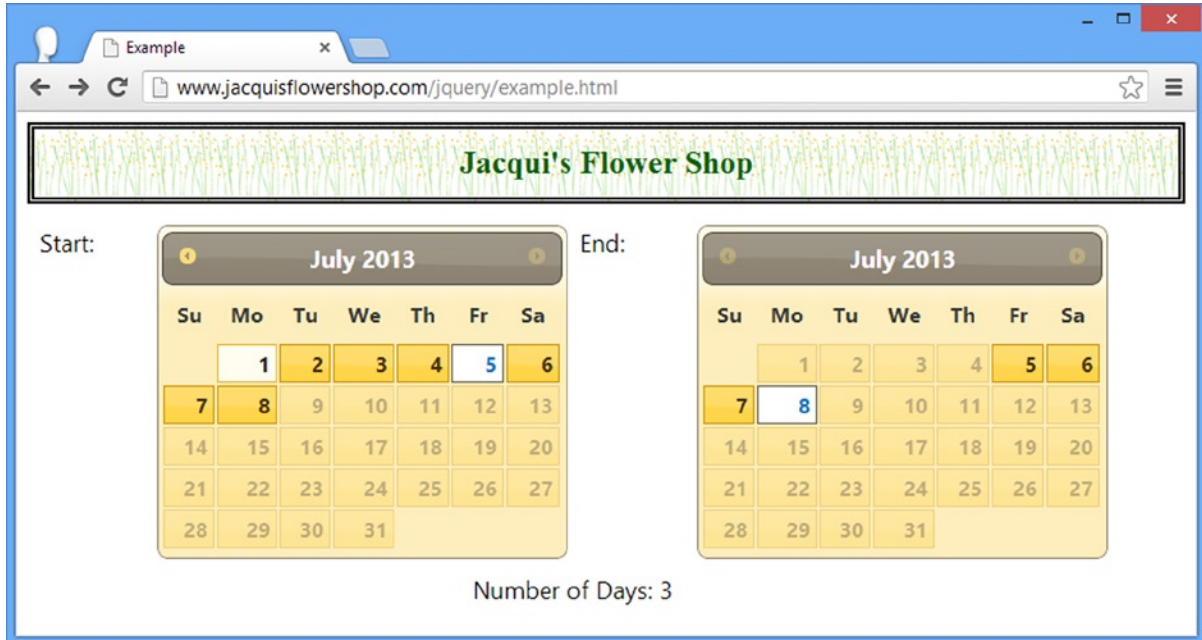 Example
www.jacquisflowershop.com/jquery/example.html
Jacqui's Flower Shop
Start:
July 2013
Su Mo Tu We Th Fr Sa
1 2 3 4 5 6
7 8 9 10 11 12 13
14 15 16 17 18 19 20
21 22 23 24 25 26 27
28 29 30 31
End:
July 2013
Su Mo Tu We Th Fr Sa
1 2 3 4 5 6
7 8 9 10 11 12 13
14 15 16 17 18 19 20
21 22 23 24 25 26 27
28 29 30 31
Number of Days: 3